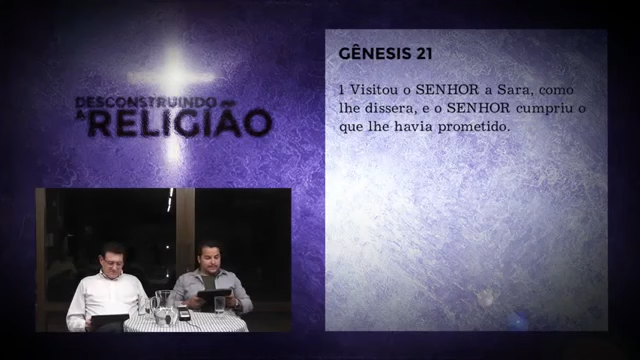 DESCONSTRUINDO
A RELIGIÃO
GÊNESIS 21
1 Visitou o SENHOR a Sara, como
lhe dissera, e o SENHOR cumpriu o
que lhe havia prometido.